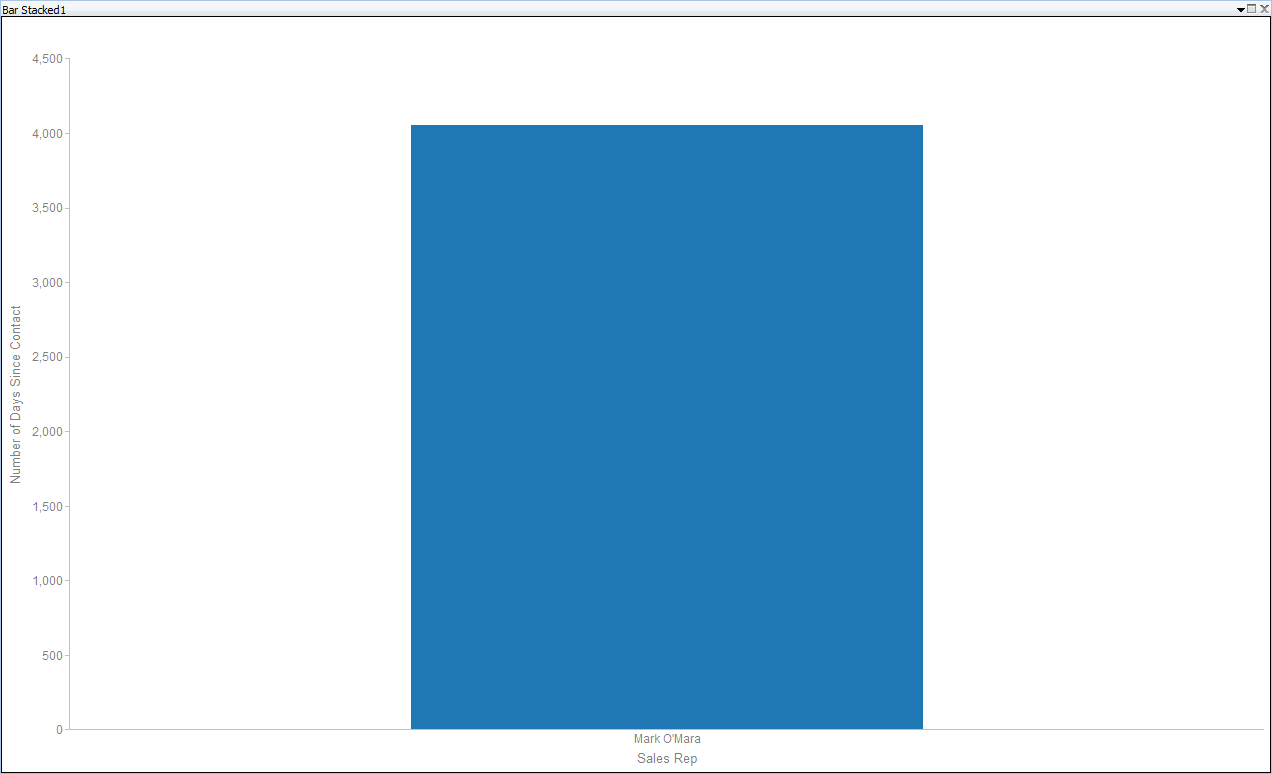 Bar Stacked1
4,500
4,000
3,500
3,000
2,500
2,000
1,500
1,000
500
0
Number of Days Since Contact
Mark O'Mara
Sales Rep